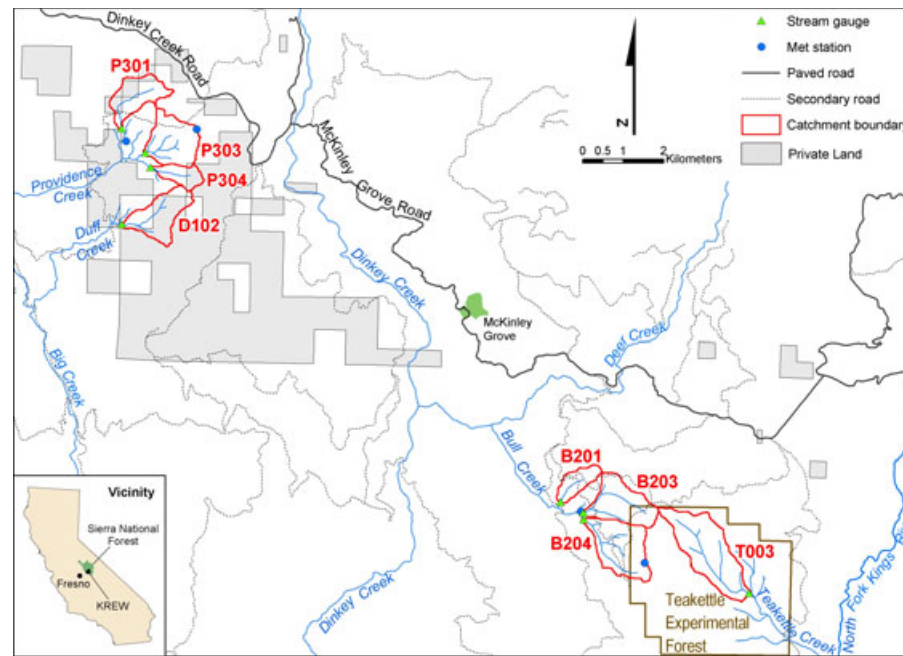 Dinkey Creek Road
P301
P303
P304
D102
Providence
Creek
Duff
Creek
Big Creek
Dinkey Creek
McKinley Grove Road
McKinley
Grove
Deer Creek
Bull Creek
B201
B203
B204
T003
Teakettle
Experimental
Forest
Teakettle Creek
North Fork Kings Riv
Dinkey Creek
Stream gauge
Met station
Paved road
Secondary road
Catchment boundary
Private Land
N
0 0.5 1 2
Kilometers
Vicinity
Sierra National
Forest
Fresno
KREW